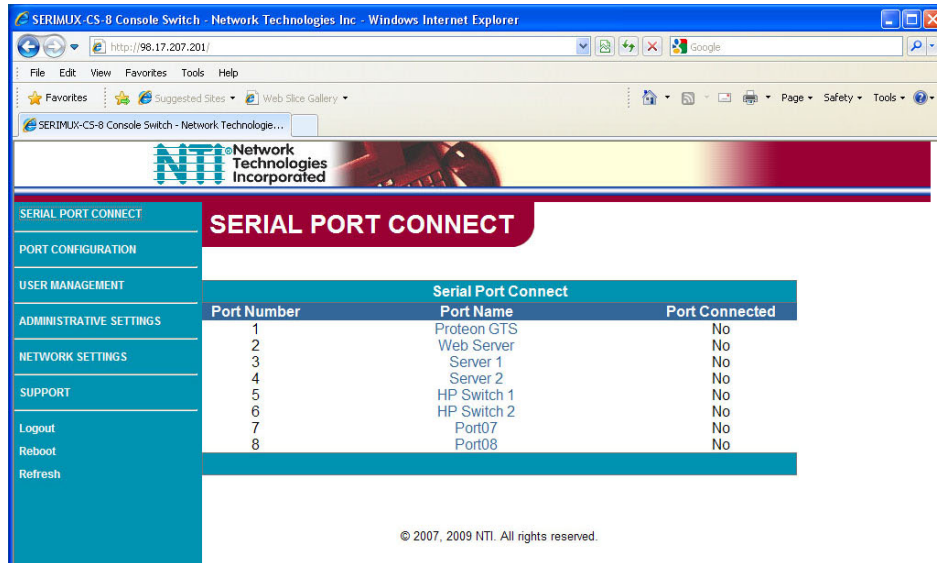 SERIMUX-CS-8 Console Switch - Network Technologies Inc - Windows Internet Explorer
http://98.17.207.201/
Google
File Edit View Favorites Tools Help
Favorites Suggested Sites Web Slice Gallery Page Safety Tools
SERIMUX-CS-8 Console Switch - Network Technologie...
NTI ® Network
Technologies
Incorporated
SERIAL PORT CONNECT
PORT CONFIGURATION
USER MANAGEMENT
ADMINISTRATIVE SETTINGS
NETWORK SETTINGS
SUPPORT
Logout
Reboot
Refresh
SERIAL PORT CONNECT
Serial Port Connect
Port Number Port Name Port Connected
1 Proteon GTS No
2 Web Server No
3 Server 1 No
4 Server 2 No
5 HP Switch 1 No
6 HP Switch 2 No
7 Port07 No
8 Port08 No
© 2007, 2009 NTI. All rights reserved.